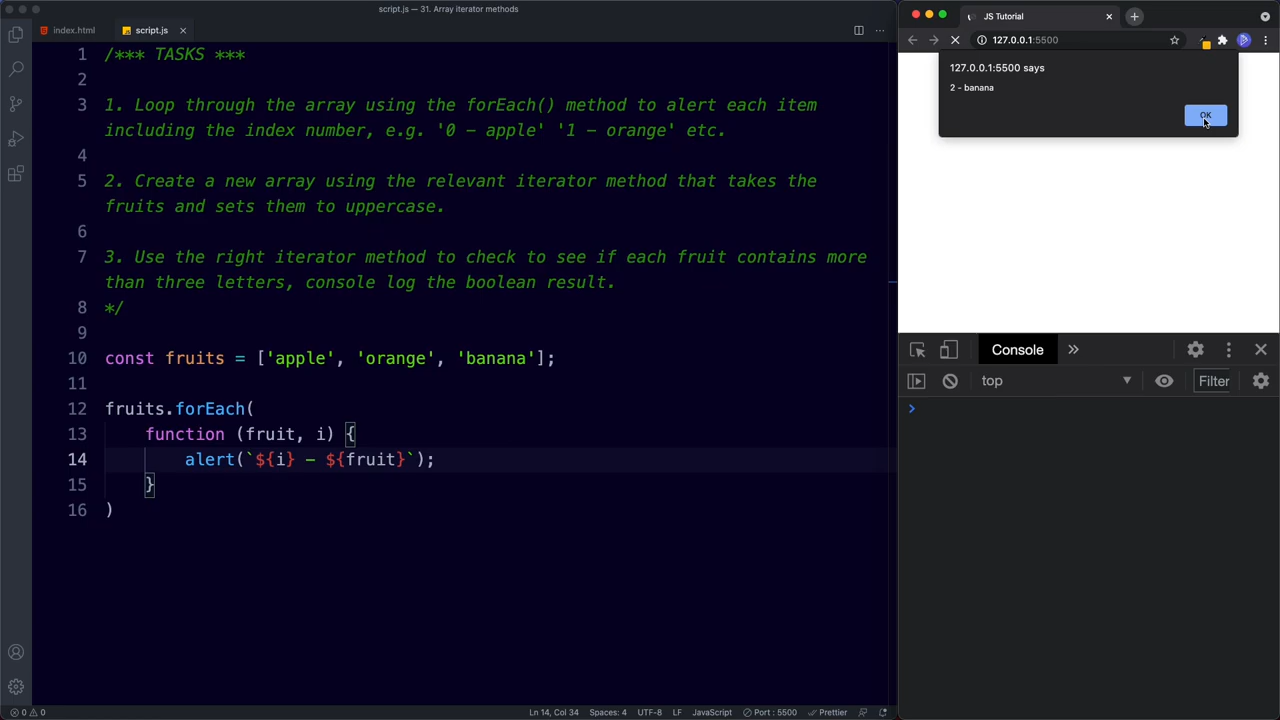 script.js — 31. Array iterator methods
index.html
script.js
1 /*** TASKS ***
2
3 1. Loop through the array using the forEach() method to alert each item
including the index number, e.g. '0 – apple' '1 – orange' etc.
4
5 2. Create a new array using the relevant iterator method that takes the
fruits and sets them to uppercase.
6
7 3. Use the right iterator method to check to see if each fruit contains more
than three letters, console log the boolean result.
8 */
9
10 const fruits = ['apple', 'orange', 'banana'];
11
12 fruits.forEach(
13 function (fruit, i) {
14 alert(`${i} – ${fruit}`);
15 }
16 )
0 0
Ln 14, Col 34 Spaces: 4 UTF-8 LF JavaScript Port : 5500 Prettier
JS Tutorial
127.0.0.1:5500
127.0.0.1:5500 says
2 - banana
OK
Console
top
Filter